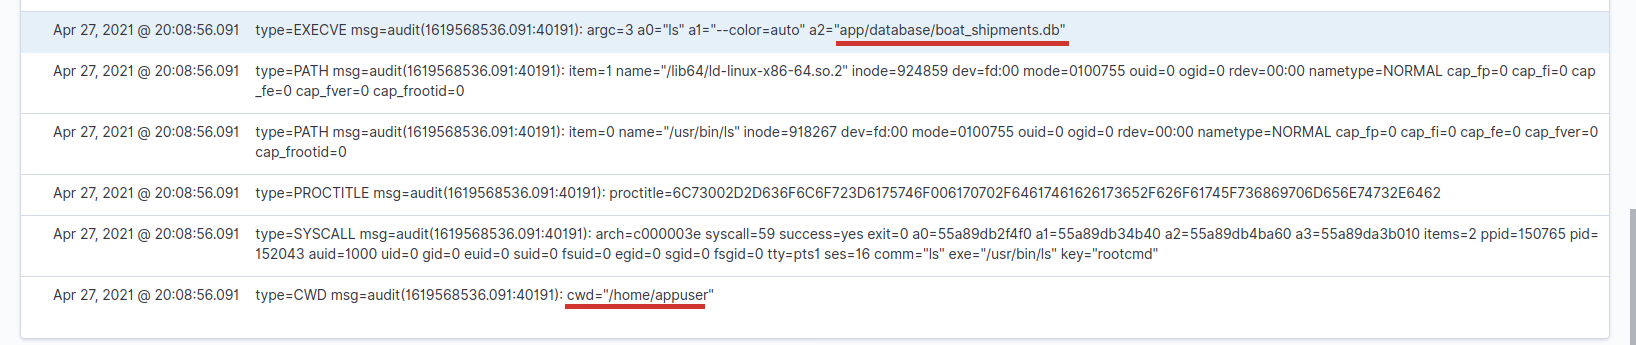 Apr 27, 2021 @ 20:08:56.091 type=EXECVE msg=audit(1619568536.091:40191): argc=3 a0="ls" a1="--color=auto" a2="app/database/boat_shipments.db"
Apr 27, 2021 @ 20:08:56.091 type=PATH msg=audit(1619568536.091:40191): item=1 name="/lib64/ld-linux-x86-64.so.2" inode=924859 dev=fd:00 mode=0100755 ouid=0 ogid=0 rdev=00:00 nametype=NORMAL cap_fp=0 cap_fi=0 cap
_fe=0 cap_fver=0 cap_frootid=0
Apr 27, 2021 @ 20:08:56.091 type=PATH msg=audit(1619568536.091:40191): item=0 name="/usr/bin/ls" inode=918267 dev=fd:00 mode=0100755 ouid=0 ogid=0 rdev=00:00 nametype=NORMAL cap_fp=0 cap_fi=0 cap_fe=0 cap_fver=0
cap_frootid=0
Apr 27, 2021 @ 20:08:56.091 type=PROCTITLE msg=audit(1619568536.091:40191): proctitle=6C73002D2D636F6C6F723D6175746F006170702F64617461626173652F626F61745F736869706D656E74732E6462
Apr 27, 2021 @ 20:08:56.091 type=SYSCALL msg=audit(1619568536.091:40191): arch=c000003e syscall=59 success=yes exit=0 a0=55a89db2f4f0 a1=55a89db34b40 a2=55a89db4ba60 a3=55a89da3b010 items=2 ppid=150765 pid=
152043 auid=1000 uid=0 gid=0 euid=0 suid=0 fsuid=0 egid=0 sgid=0 fsgid=0 tty=pts1 ses=16 comm="ls" exe="/usr/bin/ls" key="rootcmd"
Apr 27, 2021 @ 20:08:56.091 type=CWD msg=audit(1619568536.091:40191): cwd="/home/appuser"